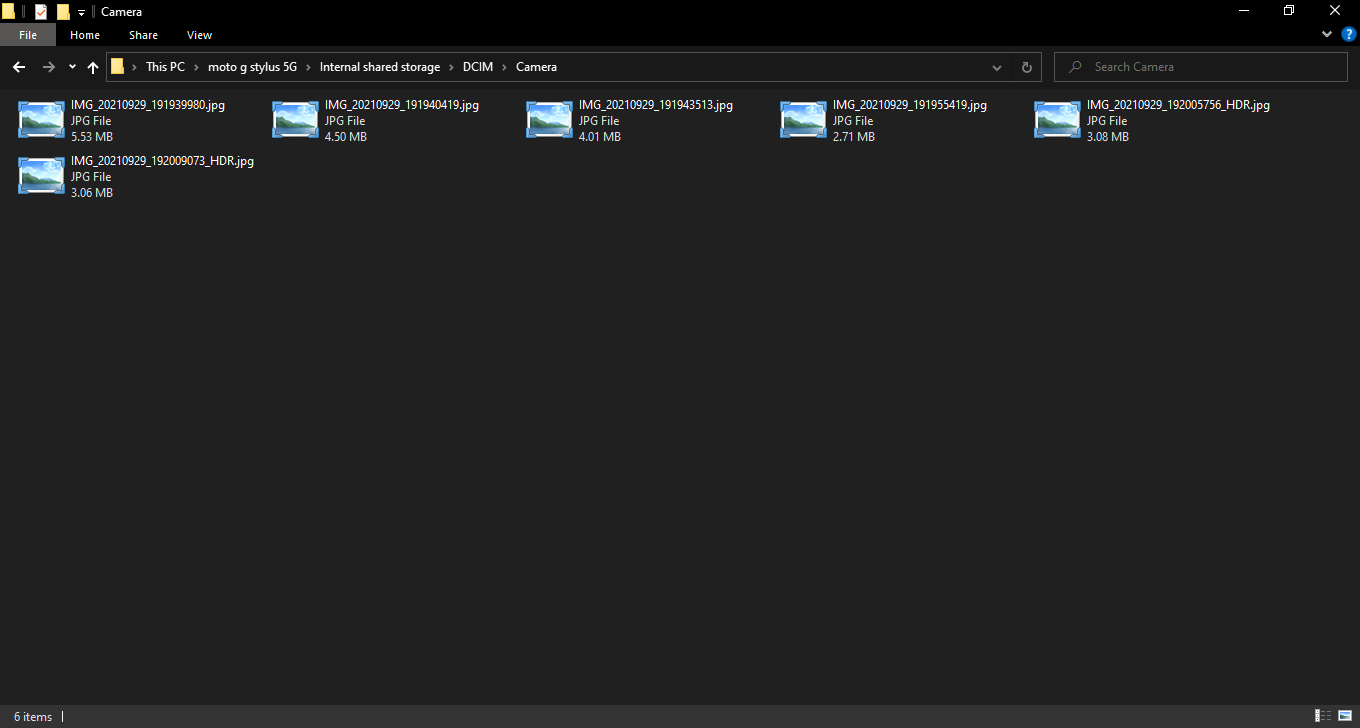 Camera
File Home Share View
This PC moto g stylus 5G Internal shared storage DCIM Camera
Search Camera
IMG_20210929_191939980.jpg
JPG File
5.53 MB
IMG_20210929_191940419.jpg
JPG File
4.50 MB
IMG_20210929_191943513.jpg
JPG File
4.01 MB
IMG_20210929_191955419.jpg
JPG File
2.71 MB
IMG_20210929_192005756_HDR.jpg
JPG File
3.08 MB
IMG_20210929_192009073_HDR.jpg
JPG File
3.06 MB
6 items